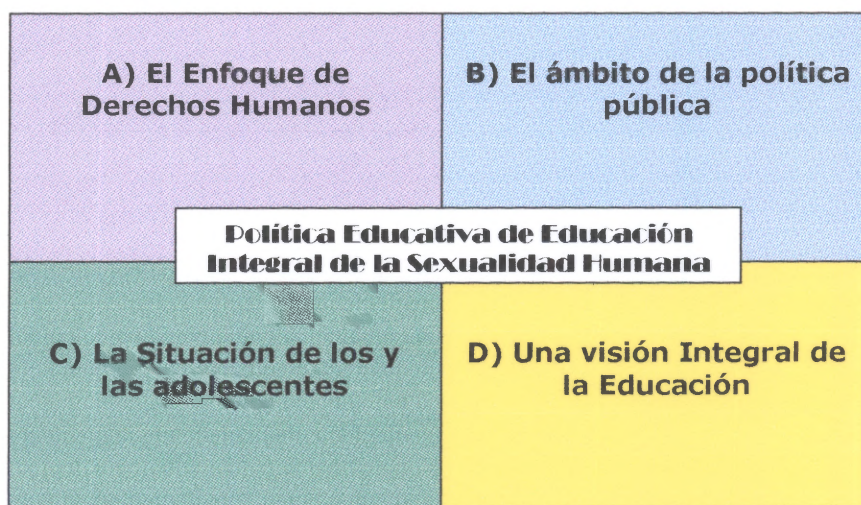 A) El Enfoque de
Derechos Humanos
B) El ámbito de la política
pública
Política Educativa de Educación
Integral de la Sexualidad Humana
C) La Situación de los y
las adolescentes
D) Una visión Integral de
la Educación